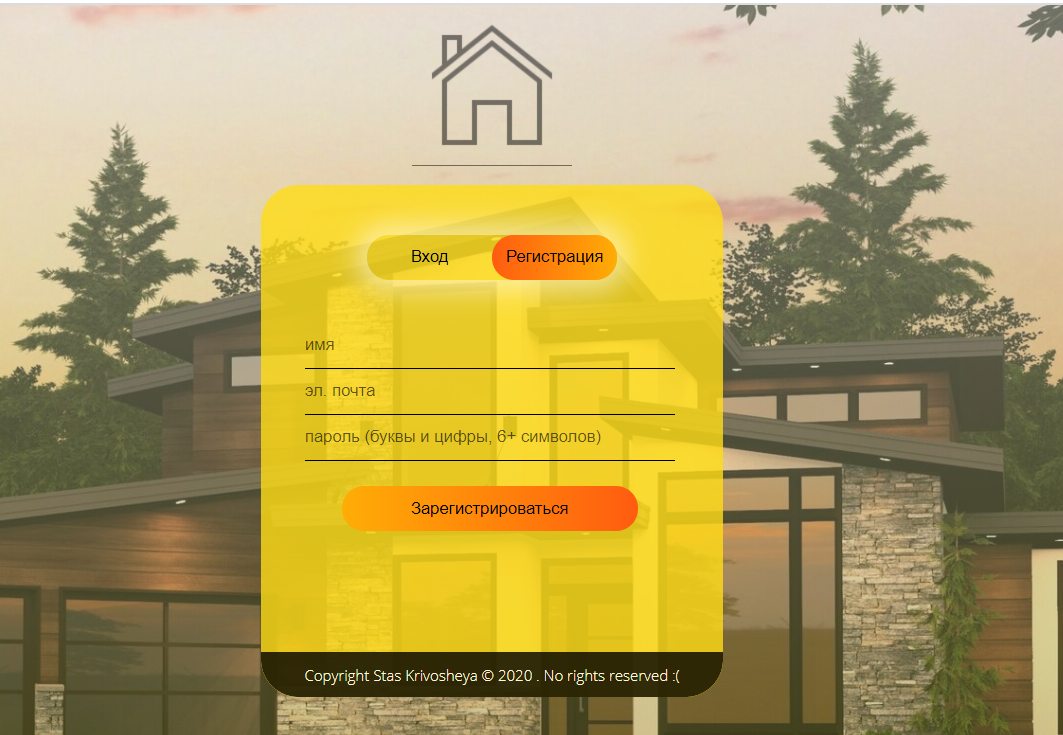 Вход Регистрация
имя
эл. почта
пароль (буквы и цифры, 6+ символов)
Зарегистрироваться
Copyright Stas Krivosheya © 2020 . No rights reserved :(